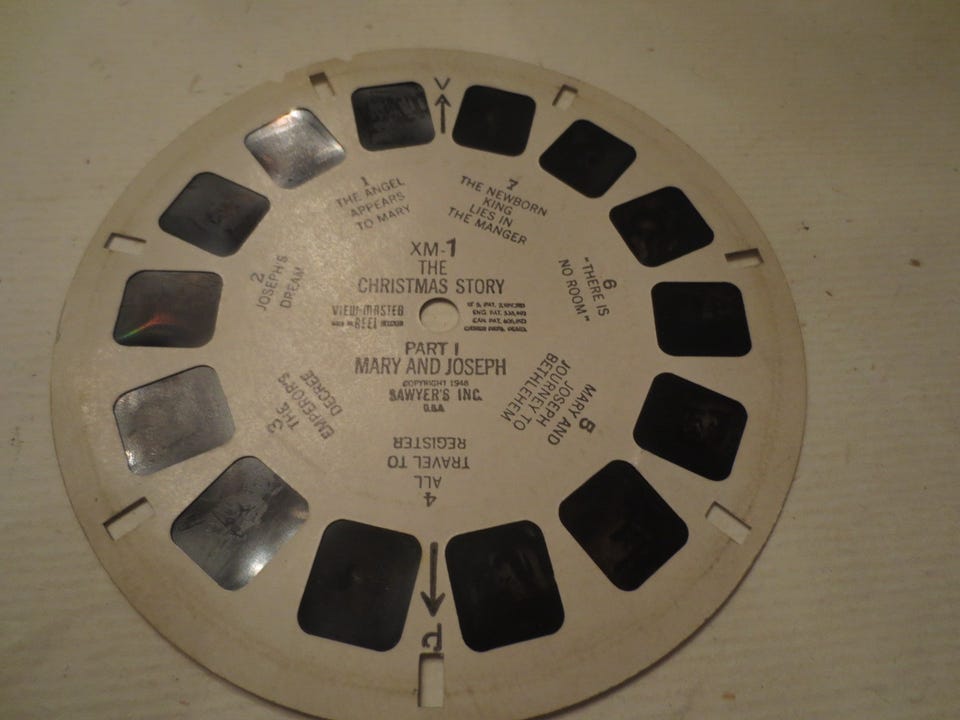 V
XM-1
THE
CHRISTMAS STORY
VIEW-MASTER
REEL
PART I
MARY AND JOSEPH
COPYRIGHT 1948
SAWYER'S INC.
U.S.A.
1
THE ANGEL
APPEARS
TO MARY
2
JOSEPH'S
DREAM
3
THE
EMPEROR'S
DECREE
4
ALL
TRAVEL TO
REGISTER
5
MARY AND
JOSEPH
JOURNEY TO
BETHLEHEM
6
"THERE IS
NO ROOM"
7
THE NEWBORN
KING
LIES IN
THE MANGER